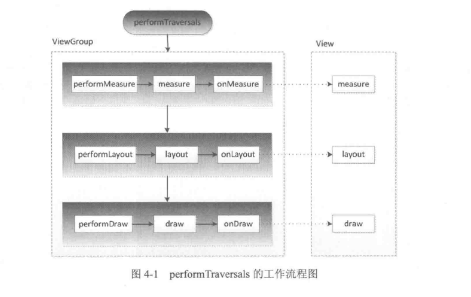 performTraversals
ViewGroup
View
performMeasure measure onMeasure measure
performLayout layout onLayout layout
performDraw draw onDraw draw
图 4-1 performTraversals 的工作流程图